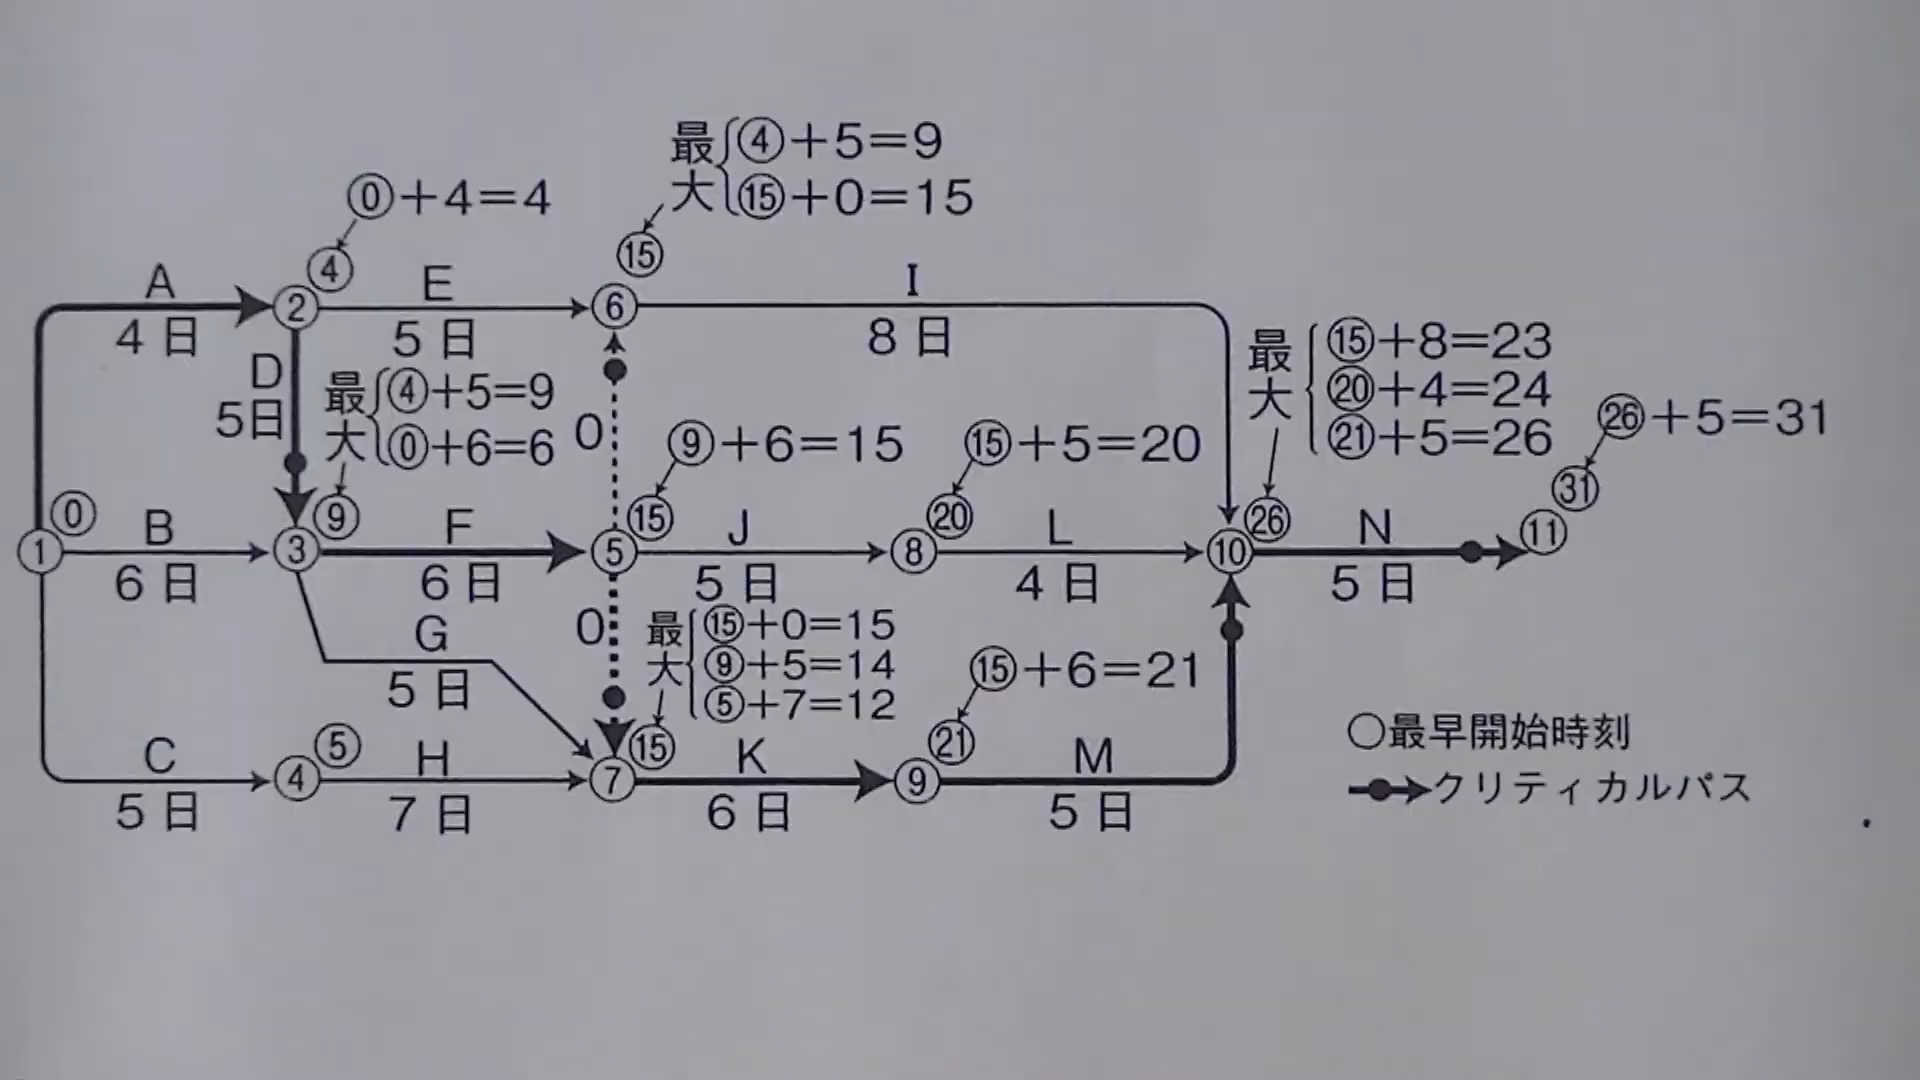 最大 ④+5=9
⑮+0=15
⓪+4=4
④
⑮
A
②
E
⑥
I
4日
5日
8日
D
5日
最大 ④+5=9
⓪+6=6
0
⑨+6=15
⑮+5=20
最大 ⑮+8=23
⑳+4=24
㉑+5=26
㉖+5=31
㉛
⓪
⑨
⑮
⑳
㉖
①
B
③
F
⑤
J
⑧
L
⑩
N
⑪
6日
6日
5日
4日
5日
G
5日
0
最大 ⑮+0=15
⑨+5=14
⑤+7=12
⑮+6=21
⑤
⑮
㉑
C
④
H
⑦
K
⑨
M
5日
7日
6日
5日
○最早開始時刻
クリティカルパス